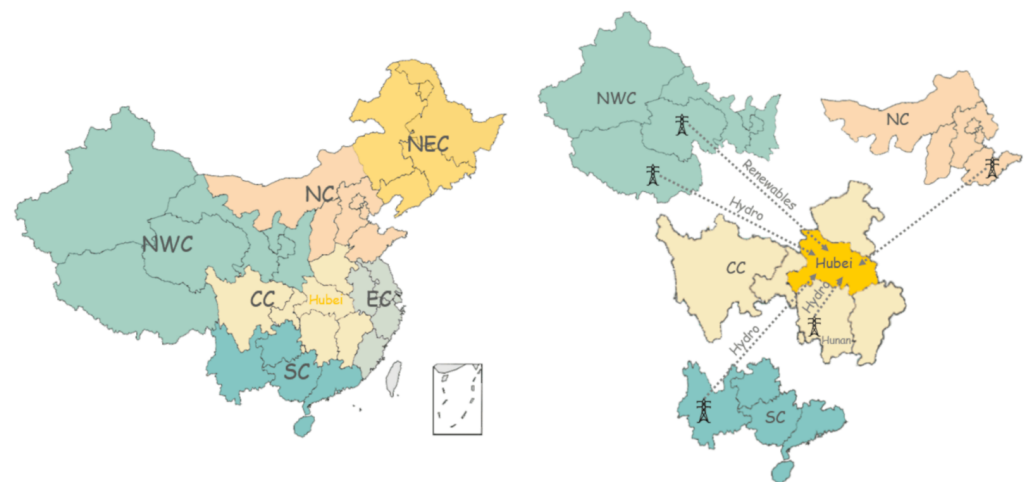 NEC
NC
NWC
CC
Hubei
EC
SC
NWC
NC
Renewables
Hydro
CC
Hubei
Hydro
Hunan
Hydro
SC